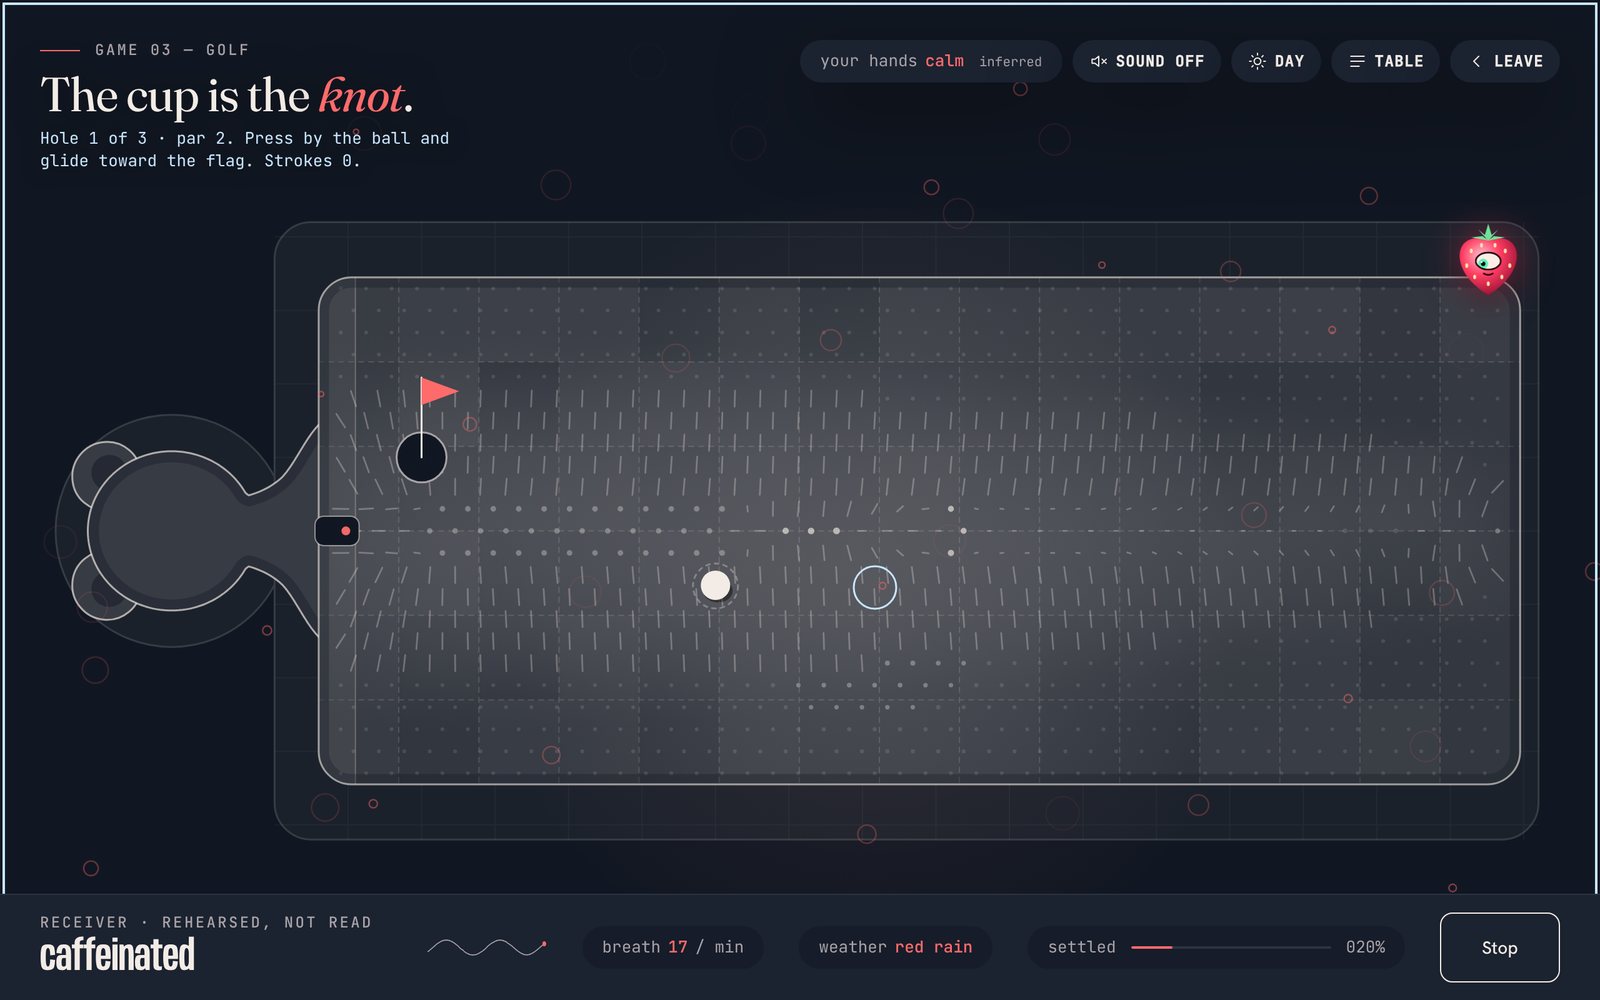 GAME 03 — GOLF
The cup is the knot.
Hole 1 of 3 · par 2. Press by the ball and
glide toward the flag. Strokes 0.
your hands calm inferred
SOUND OFF
DAY
TABLE
LEAVE
RECEIVER · REHEARSED, NOT READ
caffeinated
breath 17 / min
weather red rain
settled 020%
Stop